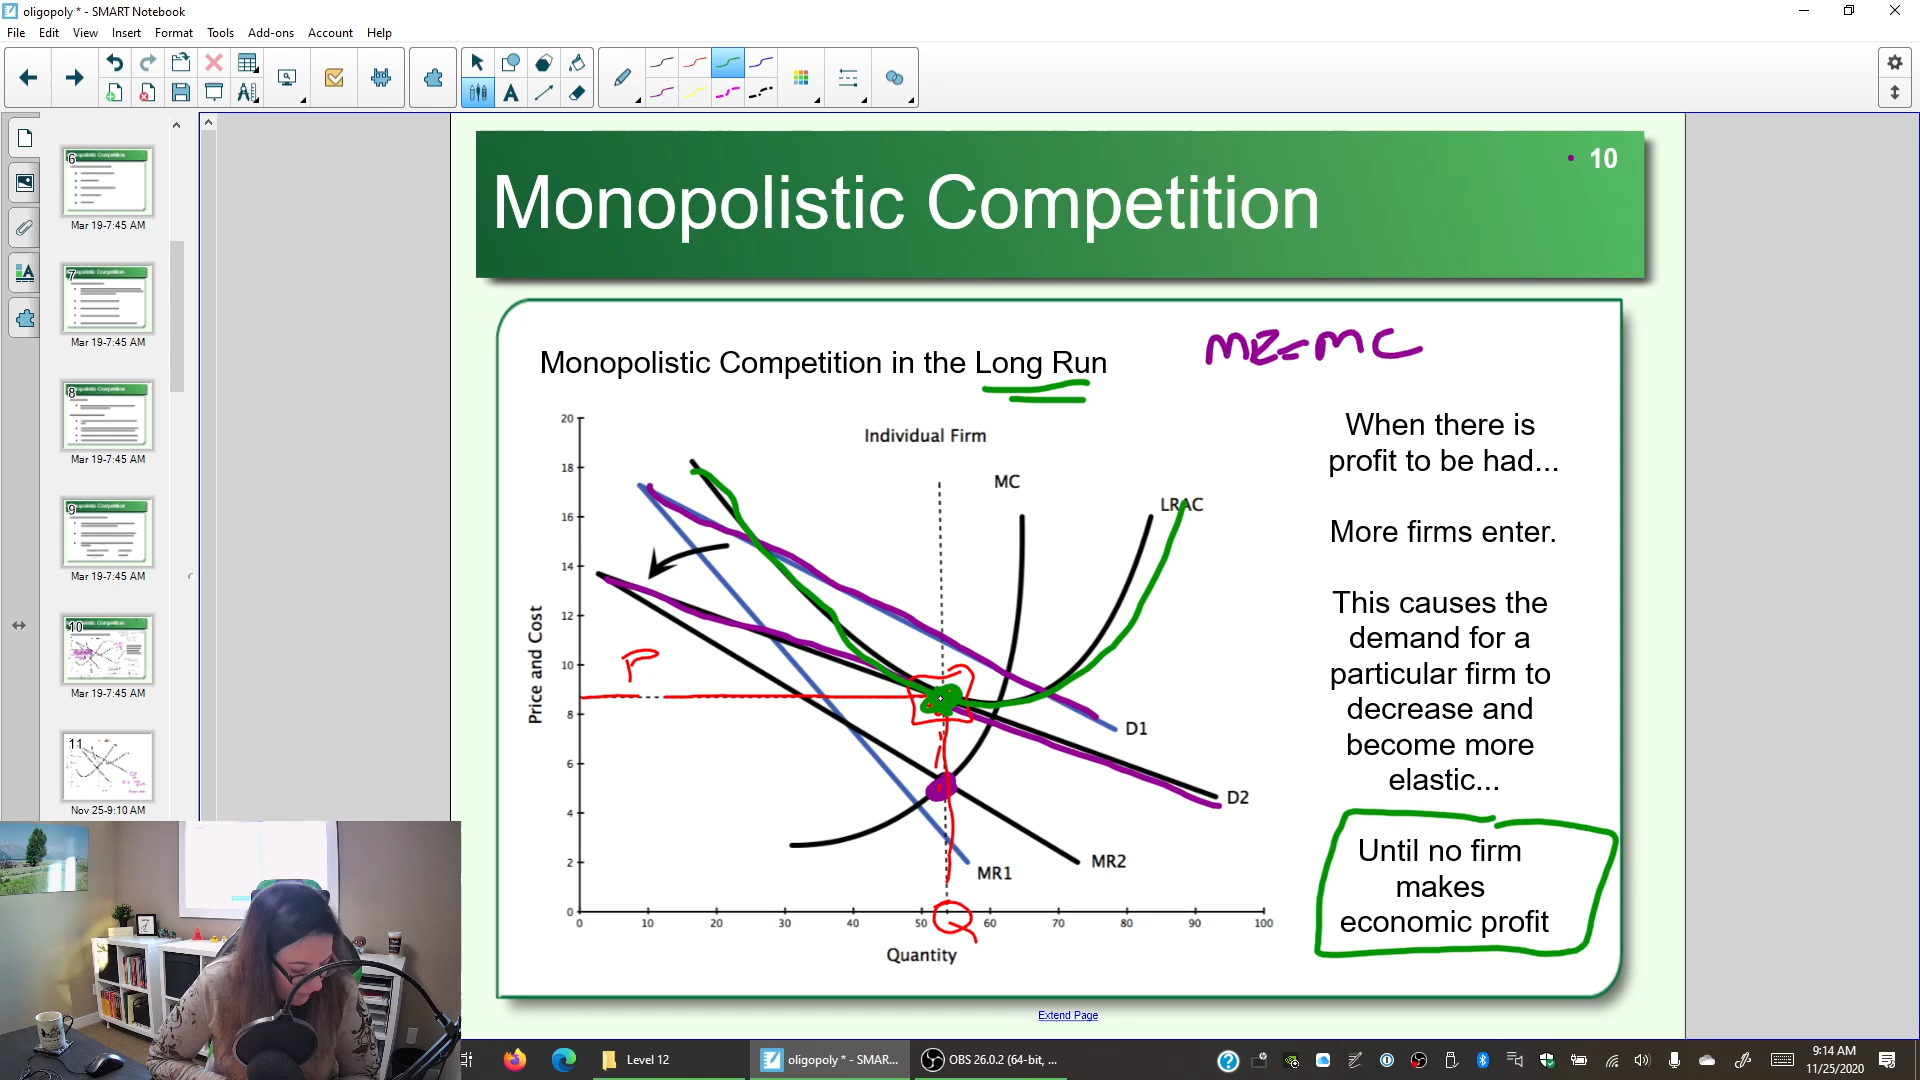 oligopoly * - SMART Notebook
File Edit View Insert Format Tools Add-ons Account Help
10
Monopolistic Competition
Monopolistic Competition in the Long Run
MR=MC
When there is
profit to be had...
More firms enter.
This causes the
demand for a
particular firm to
decrease and
become more
elastic...
Until no firm
makes
economic profit
Individual Firm
20
18
16
14
12
10
8
6
4
2
0
Price and Cost
MC
LRAC
P
D1
D2
MR1
MR2
0 10 20 30 40 50 60 70 80 90 100
Q
Quantity
Extend Page
6
Mar 19-7:45 AM
7
Mar 19-7:45 AM
8
Mar 19-7:45 AM
9
Mar 19-7:45 AM
10
Mar 19-7:45 AM
11
Nov 25-9:10 AM
Level 12
oligopoly * - SMAR...
OBS 26.0.2 (64-bit, ...
9:14 AM
11/25/2020